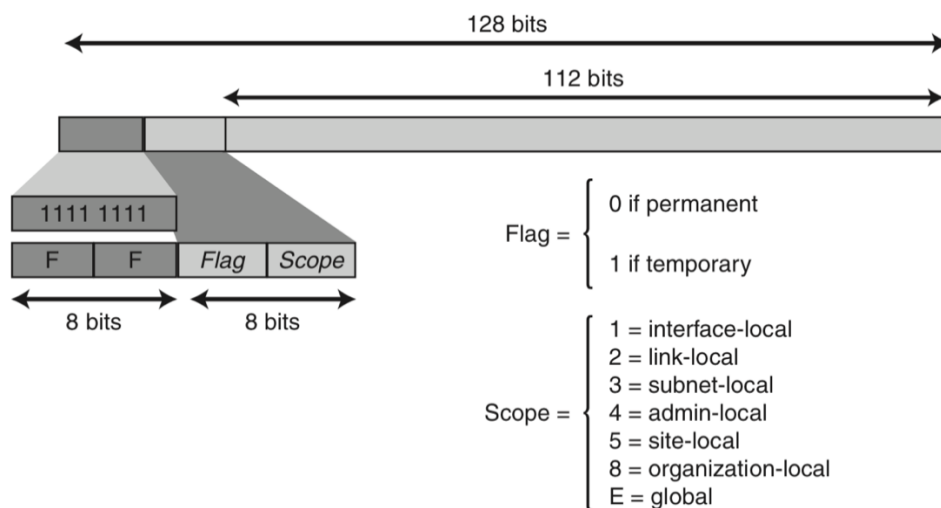 128 bits
112 bits
1111 1111
F F Flag Scope
8 bits 8 bits
Flag =
0 if permanent
1 if temporary
Scope =
1 = interface-local
2 = link-local
3 = subnet-local
4 = admin-local
5 = site-local
8 = organization-local
E = global